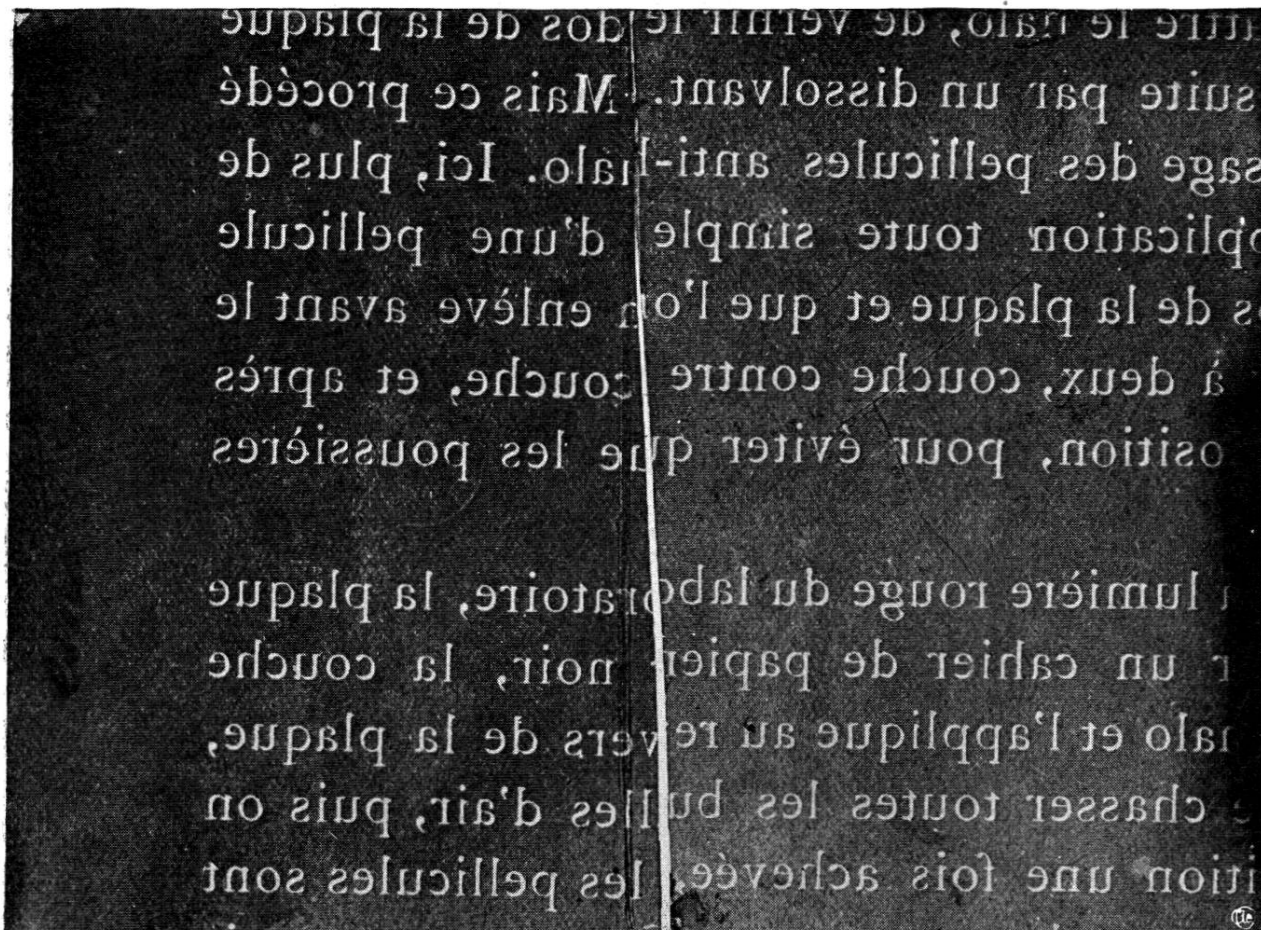 le halo, de vernir le dos de la plaque
suite par un dissolvant. Mais ce procédé
sage des pellicules anti-halo. Ici, plus de
plication toute simple d'une pellicule
s de la plaque et que l'on enlève avant le
à deux, couche contre couche, et après
osition, pour éviter que les poussières
lumière rouge du laboratoire, la plaque
r un cahier de papier noir, la couche
halo et l'applique au revers de la plaque,
e chasser toutes les bulles d'air, puis on
ition une fois achevée, les pellicules sont